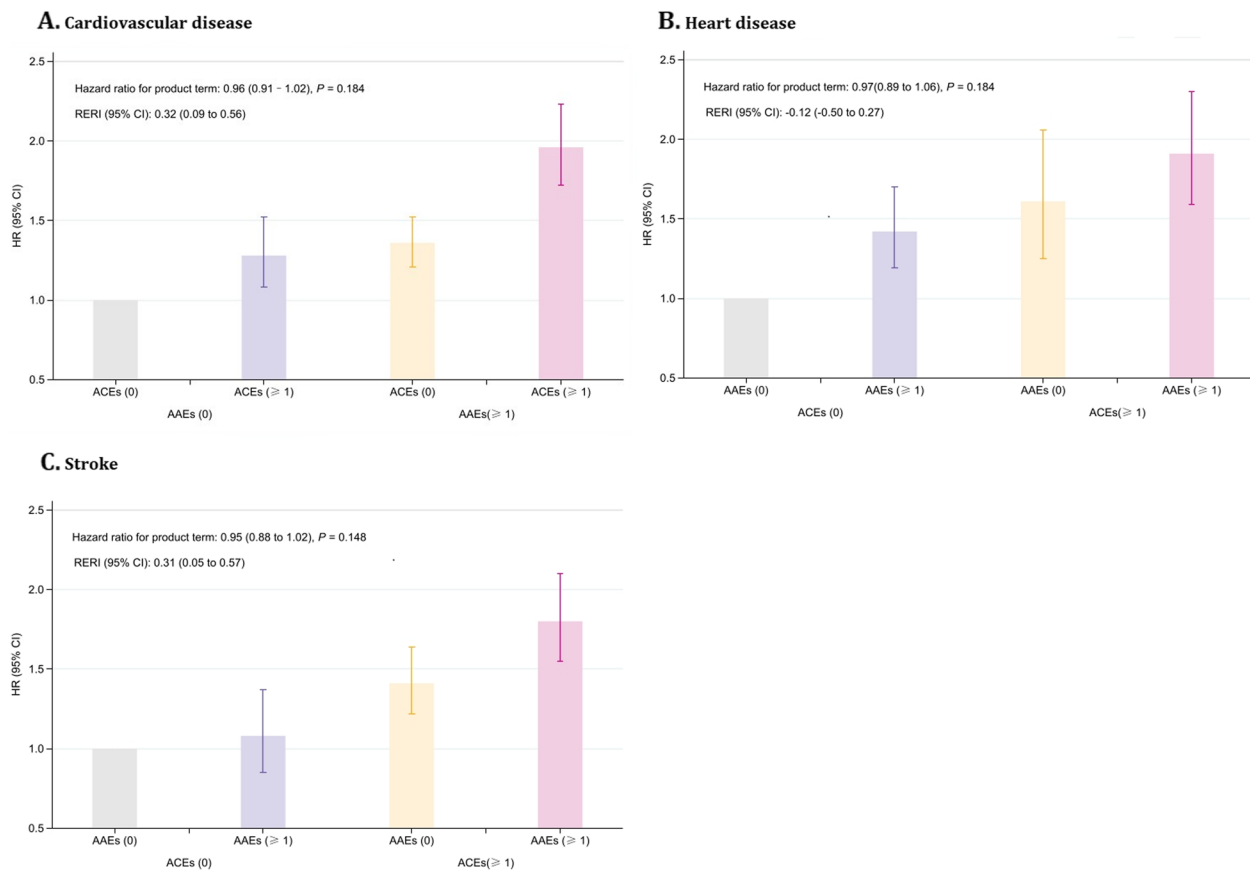 A. Cardiovascular disease
2.5
Hazard ratio for product term: 0.96 (0.91 - 1.02), P = 0.184
RERI (95% CI): 0.32 (0.09 to 0.56)
2.0
HR (95% CI)
1.5
1.0
0.5
ACEs (0) ACEs (≥ 1) ACEs (0) ACEs (≥ 1)
AAEs (0) AAEs(≥ 1)
B. Heart disease
2.5
Hazard ratio for product term: 0.97(0.89 to 1.06), P = 0.184
RERI (95% CI): -0.12 (-0.50 to 0.27)
2.0
HR (95% CI)
1.5
1.0
0.5
AAEs (0) AAEs (≥ 1) AAEs (0) AAEs (≥ 1)
ACEs (0) ACEs(≥ 1)
C. Stroke
2.5
Hazard ratio for product term: 0.95 (0.88 to 1.02), P = 0.148
RERI (95% CI): 0.31 (0.05 to 0.57)
2.0
HR (95% CI)
1.5
1.0
0.5
AAEs (0) AAEs (≥ 1) AAEs (0) AAEs (≥ 1)
ACEs (0) ACEs(≥ 1)